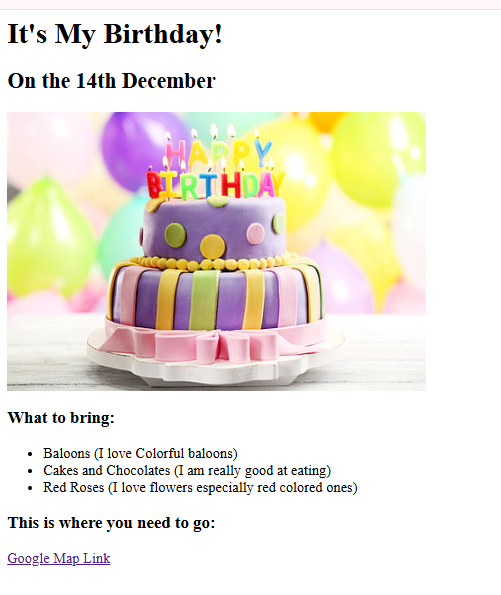 It's My Birthday!
On the 14th December
HAPPY
BIRTHDAY
What to bring:
Baloons (I love Colorful baloons)
Cakes and Chocolates (I am really good at eating)
Red Roses (I love flowers especially red colored ones)
This is where you need to go:
Google Map Link